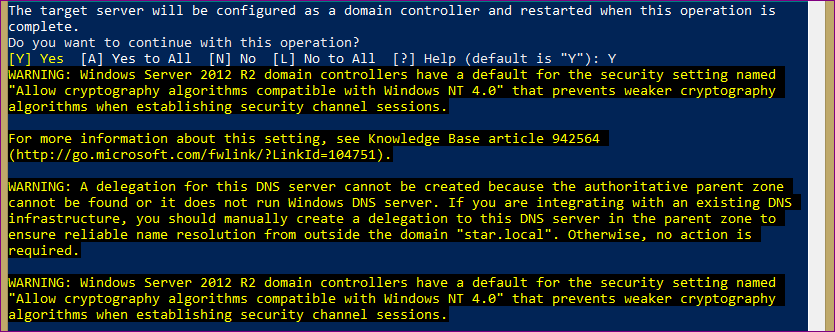 The target server will be configured as a domain controller and restarted when this operation is
complete.
Do you want to continue with this operation?
[Y] Yes  [A] Yes to All  [N] No  [L] No to All  [?] Help (default is "Y"): Y
WARNING: Windows Server 2012 R2 domain controllers have a default for the security setting named
"Allow cryptography algorithms compatible with Windows NT 4.0" that prevents weaker cryptography
algorithms when establishing security channel sessions.

For more information about this setting, see Knowledge Base article 942564
(http://go.microsoft.com/fwlink/?LinkId=104751).

WARNING: A delegation for this DNS server cannot be created because the authoritative parent zone
cannot be found or it does not run Windows DNS server. If you are integrating with an existing DNS
infrastructure, you should manually create a delegation to this DNS server in the parent zone to
ensure reliable name resolution from outside the domain "star.local". Otherwise, no action is
required.

WARNING: Windows Server 2012 R2 domain controllers have a default for the security setting named
"Allow cryptography algorithms compatible with Windows NT 4.0" that prevents weaker cryptography
algorithms when establishing security channel sessions.